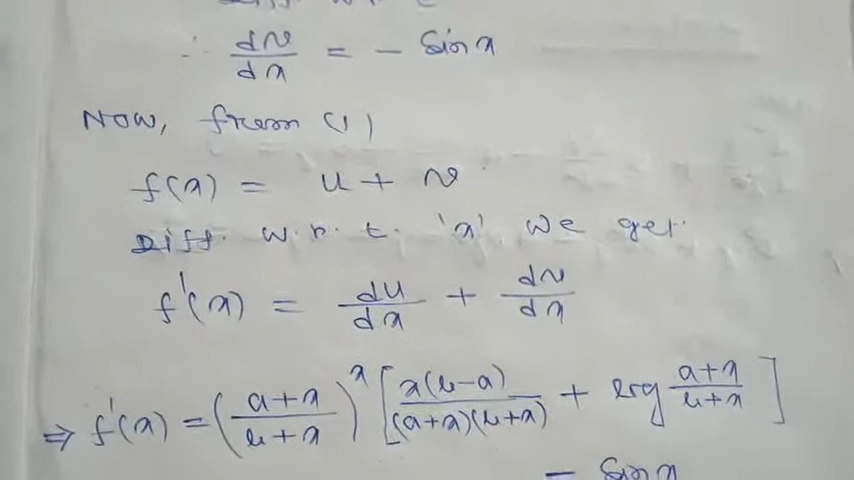 ∴ dv/dx = - Sin x
Now, from (1)
f(x) = u + v
Diff. w.r.t. 'x' we get
f'(x) = du/dx + dv/dx
⇒ f'(x) = ((a+x)/(b+x))^x [x(b-a)/((a+x)(b+x)) + log (a+x)/(b+x)]
- Sin x